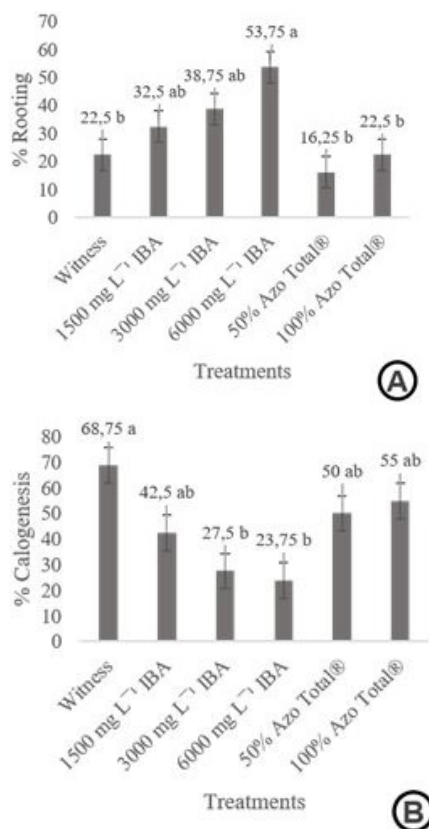 % Rooting
70
60
50
40
30
20
10
0
22,5 b
32,5 ab
38,75 ab
53,75 a
16,25 b
22,5 b
Witness
1500 mg L⁻¹ IBA
3000 mg L⁻¹ IBA
6000 mg L⁻¹ IBA
50% Azo Total®
100% Azo Total®
Treatments
A
% Calogenesis
80
70
60
50
40
30
20
10
0
68,75 a
42,5 ab
27,5 b
23,75 b
50 ab
55 ab
Witness
1500 mg L⁻¹ IBA
3000 mg L⁻¹ IBA
6000 mg L⁻¹ IBA
50% Azo Total®
100% Azo Total®
Treatments
B